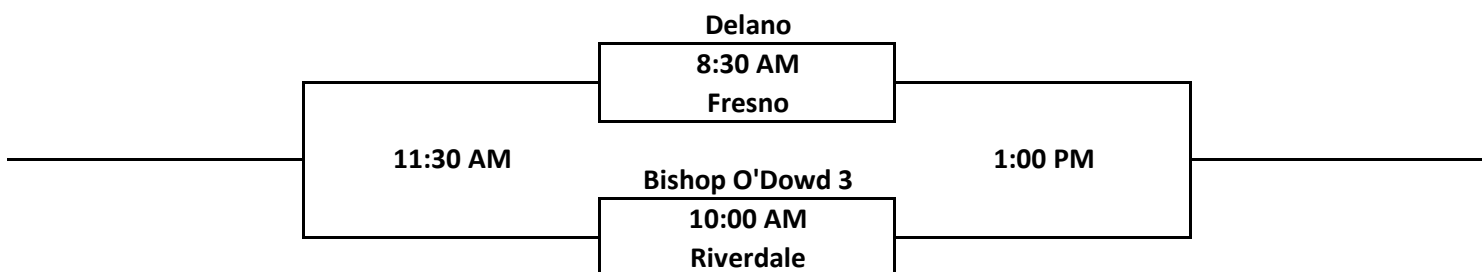 Delano
8:30 AM
Fresno
11:30 AM
1:00 PM
Bishop O'Dowd 3
10:00 AM
Riverdale